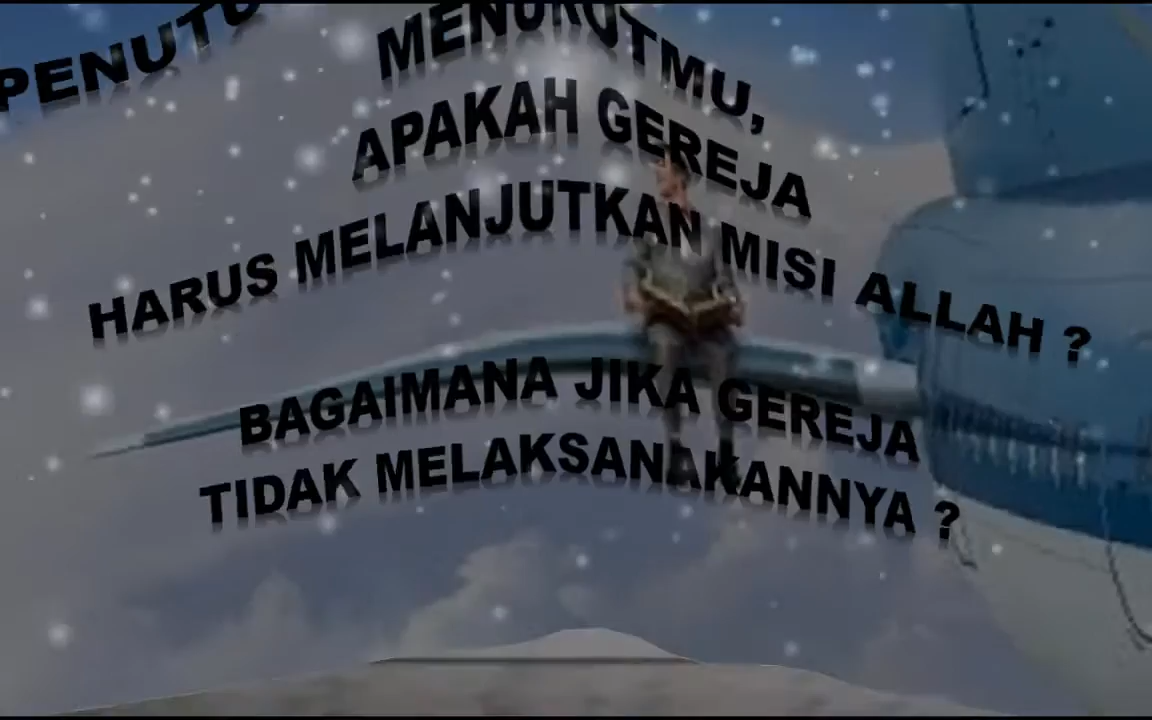 MENURUTMU,
APAKAH GEREJA
HARUS MELANJUTKAN MISI ALLAH ?
BAGAIMANA JIKA GEREJA
TIDAK MELAKSANAKANNYA ?